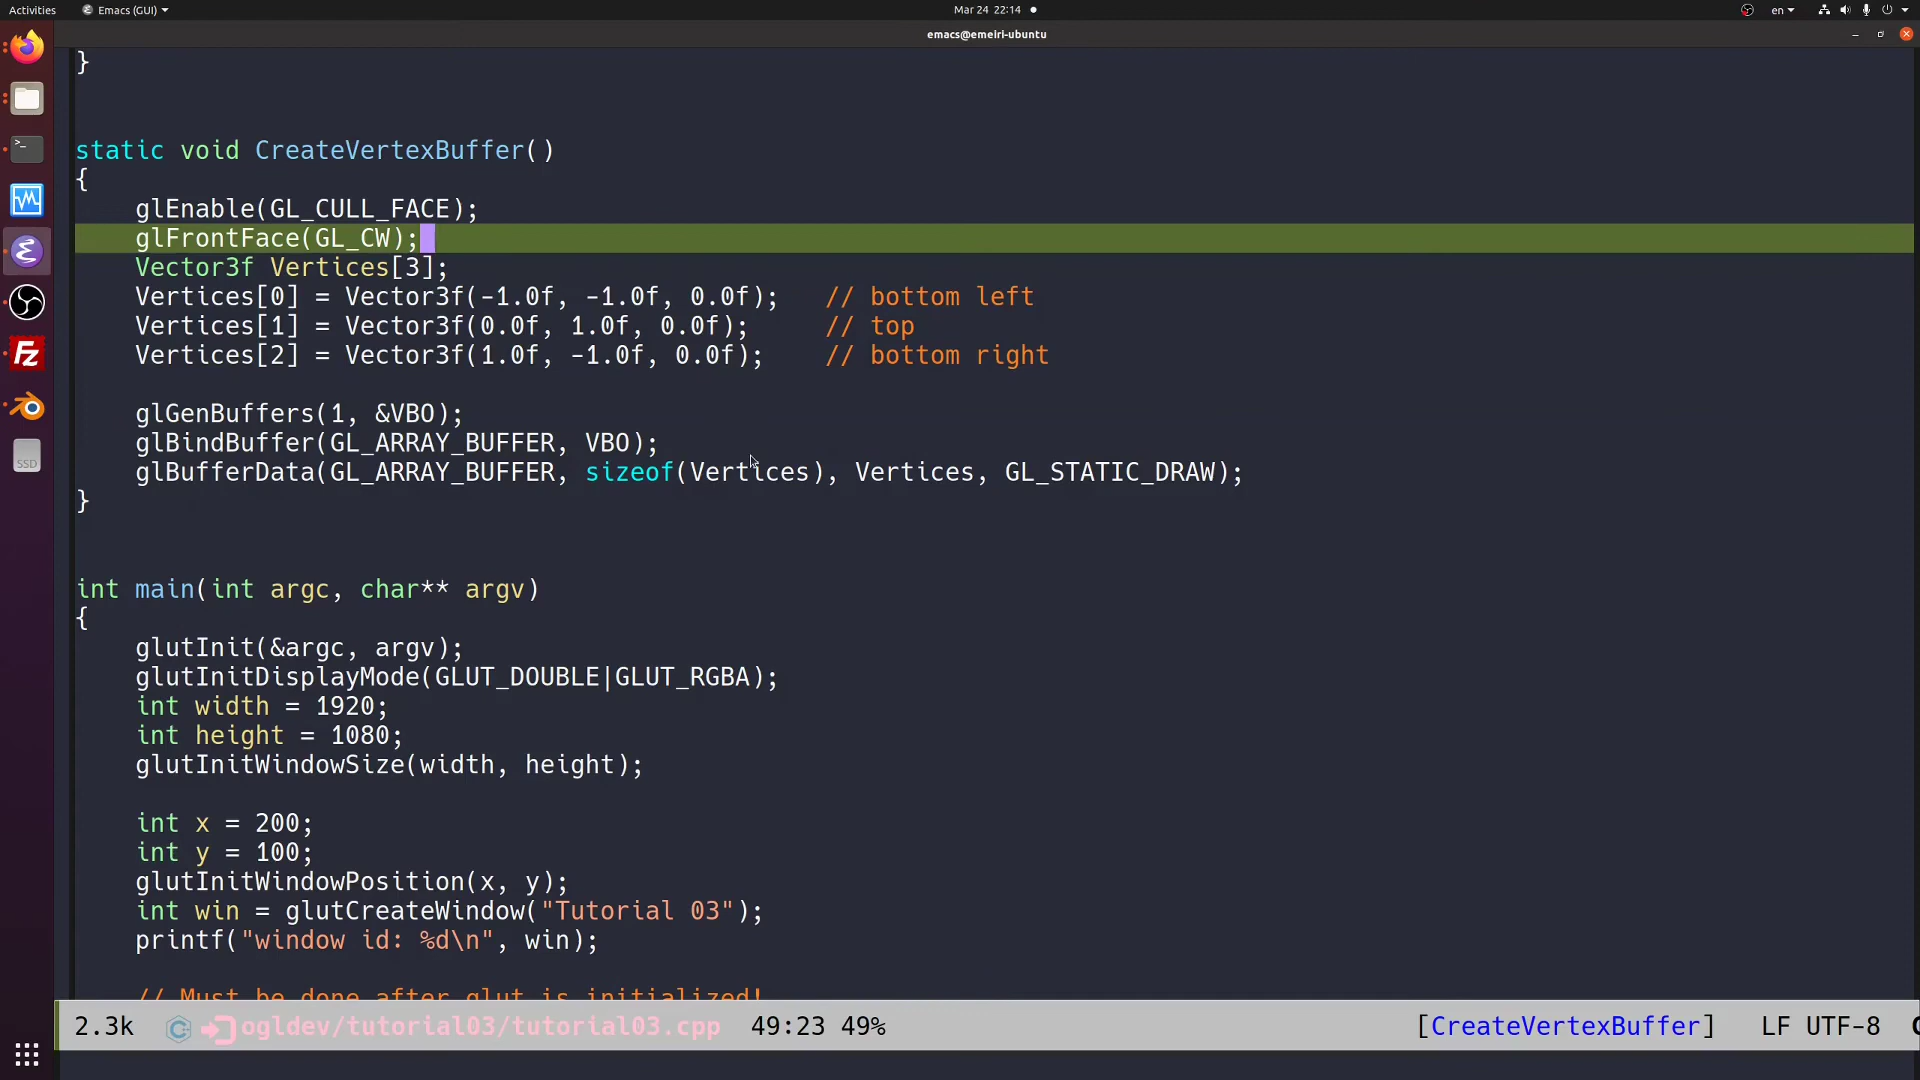 Activities Emacs (GUI) Mar 24 22:14 en
emacs@emeiri-ubuntu
}
static void CreateVertexBuffer()
{
glEnable(GL_CULL_FACE);
glFrontFace(GL_CW);
Vector3f Vertices[3];
Vertices[0] = Vector3f(-1.0f, -1.0f, 0.0f); // bottom left
Vertices[1] = Vector3f(0.0f, 1.0f, 0.0f); // top
Vertices[2] = Vector3f(1.0f, -1.0f, 0.0f); // bottom right
glGenBuffers(1, &VBO);
glBindBuffer(GL_ARRAY_BUFFER, VBO);
glBufferData(GL_ARRAY_BUFFER, sizeof(Vertices), Vertices, GL_STATIC_DRAW);
}
int main(int argc, char** argv)
{
glutInit(&argc, argv);
glutInitDisplayMode(GLUT_DOUBLE|GLUT_RGBA);
int width = 1920;
int height = 1080;
glutInitWindowSize(width, height);
int x = 200;
int y = 100;
glutInitWindowPosition(x, y);
int win = glutCreateWindow("Tutorial 03");
printf("window id: %d\n", win);
// Must be done after glut is initialized!
2.3k ogldev/tutorial03/tutorial03.cpp 49:23 49% [CreateVertexBuffer] LF UTF-8
Fz
SSD